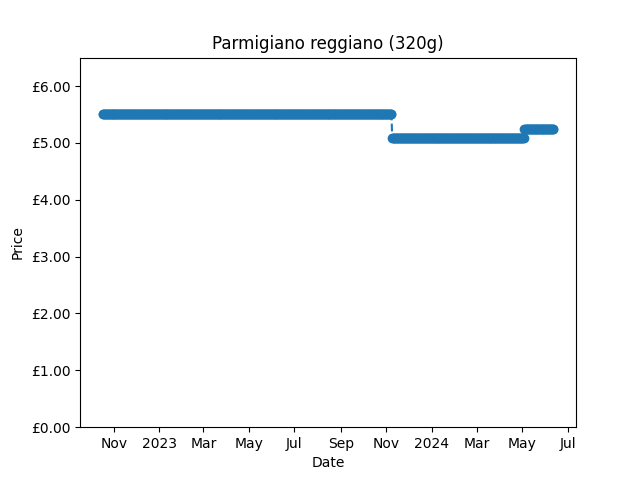 Parmigiano reggiano (320g)
£6.00
£5.00
£4.00
£3.00
£2.00
£1.00
£0.00
Price
Nov 2023 Mar May Jul Sep Nov 2024 Mar May Jul
Date